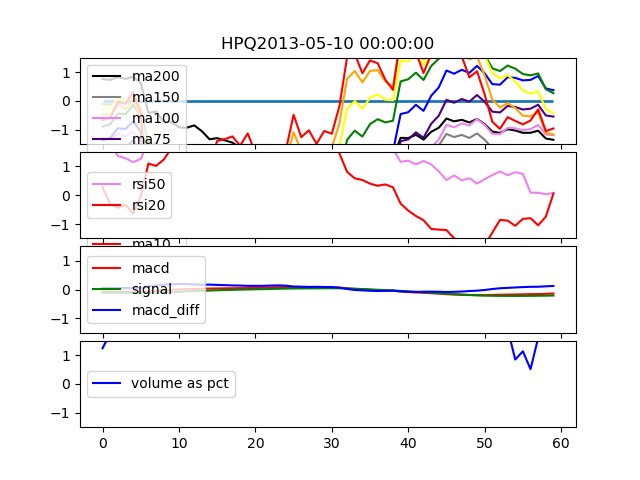 HPQ2013-05-10 00:00:00
1
0
−1
ma200
ma150
ma100
ma75
1
0
−1
rsi50
rsi20
ma10
1
0
−1
macd
signal
macd_diff
1
0
−1
volume as pct
0 10 20 30 40 50 60